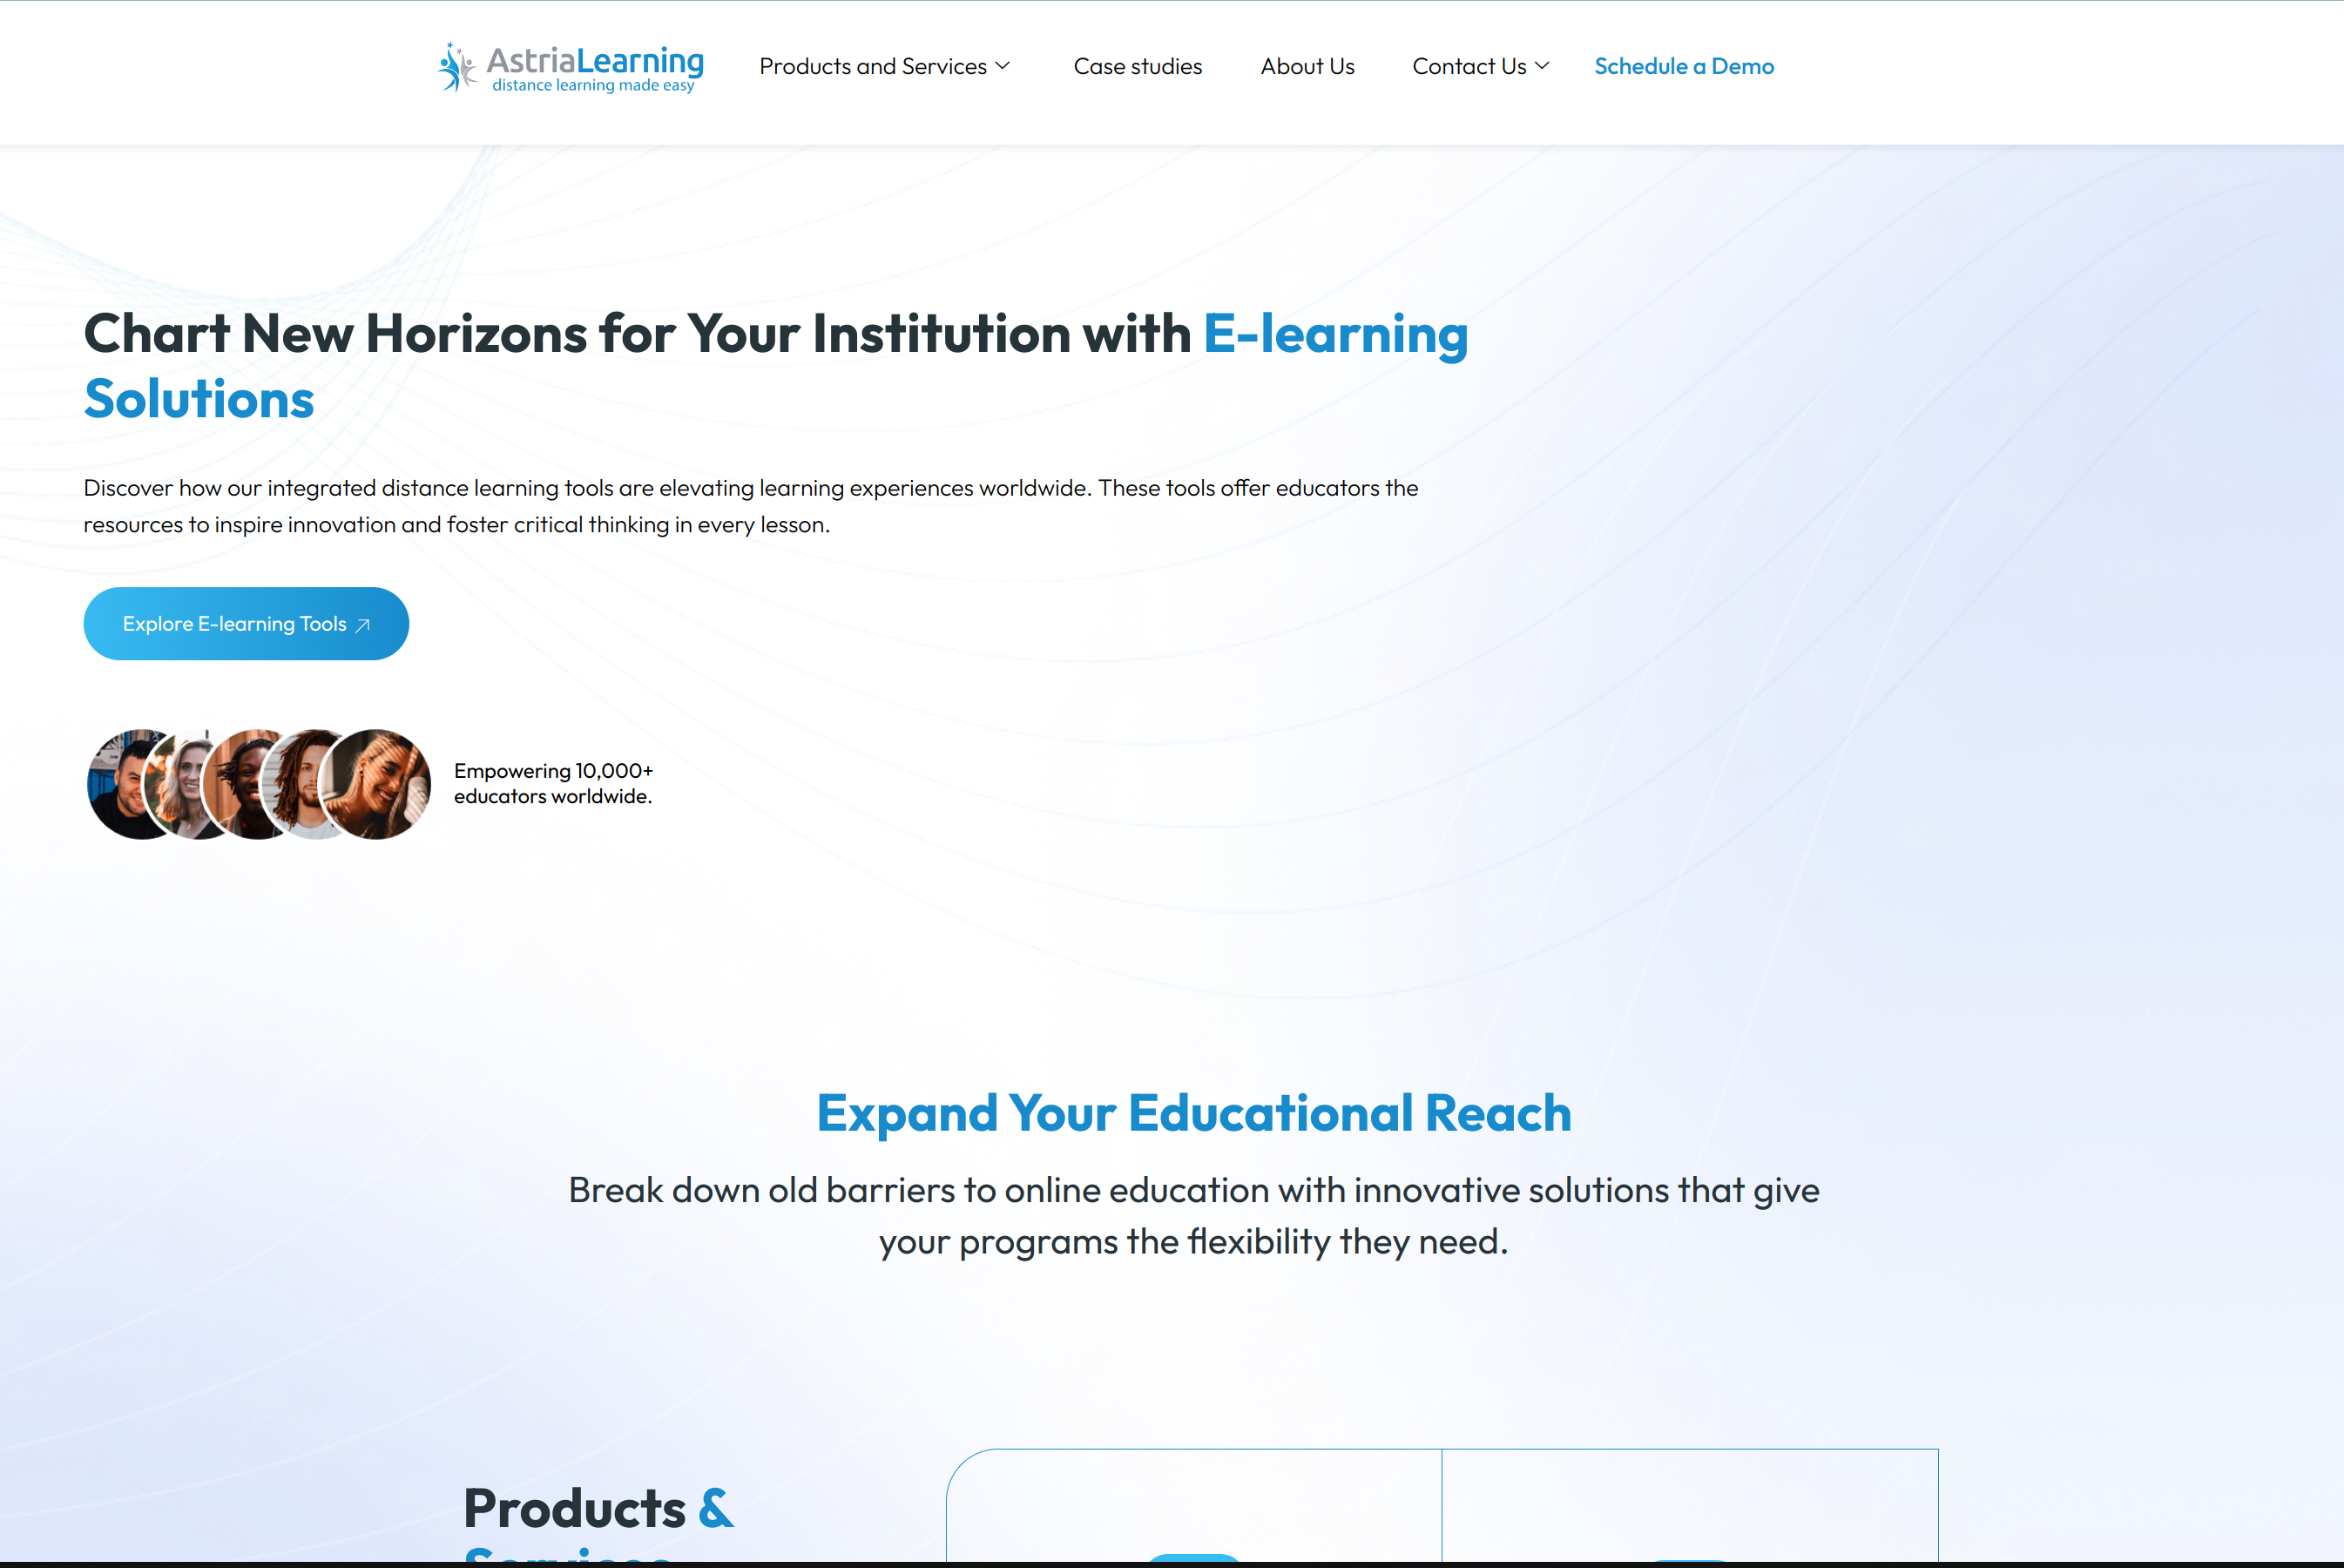 AstriaLearning
distance learning made easy
Products and Services
Case studies
About Us
Contact Us
Schedule a Demo
Chart New Horizons for Your Institution with E-learning
Solutions
Discover how our integrated distance learning tools are elevating learning experiences worldwide. These tools offer educators the
resources to inspire innovation and foster critical thinking in every lesson.
Explore E-learning Tools
Empowering 10,000+
educators worldwide.
Expand Your Educational Reach
Break down old barriers to online education with innovative solutions that give
your programs the flexibility they need.
Products &
Services